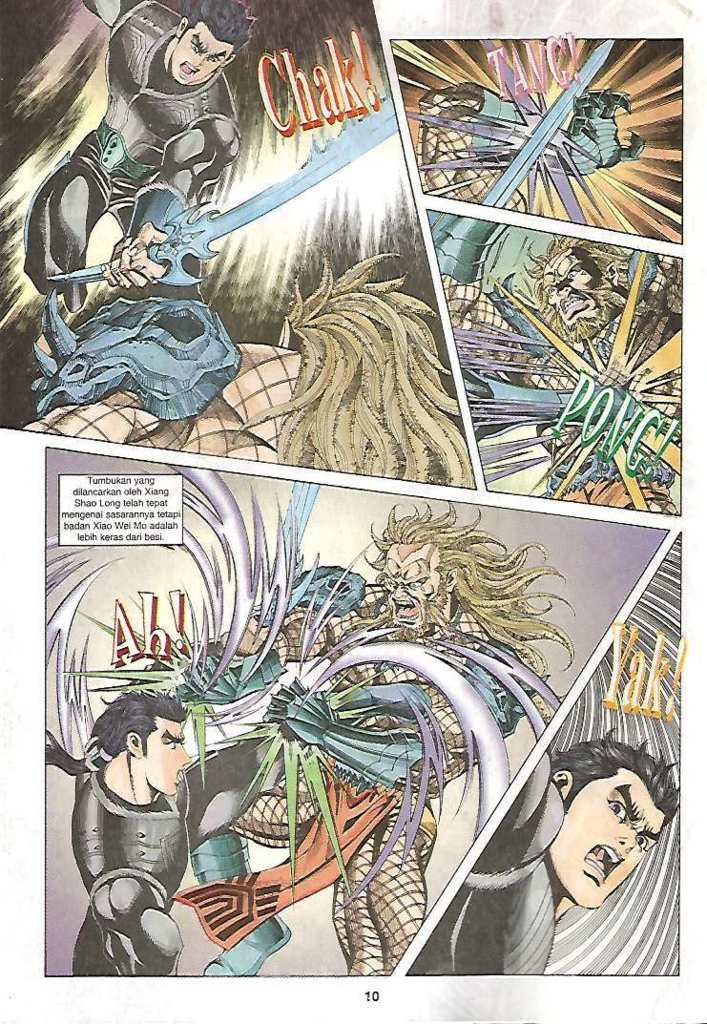 Chak!
TANG!
PONG!
Tumbukan yang
dilancarkan oleh Xiang
Shao Long telah tepat
mengenai sasarannya tetapi
badan Xiao Wei Mo adalah
lebih keras dari besi.
Ah!
Yak!
10